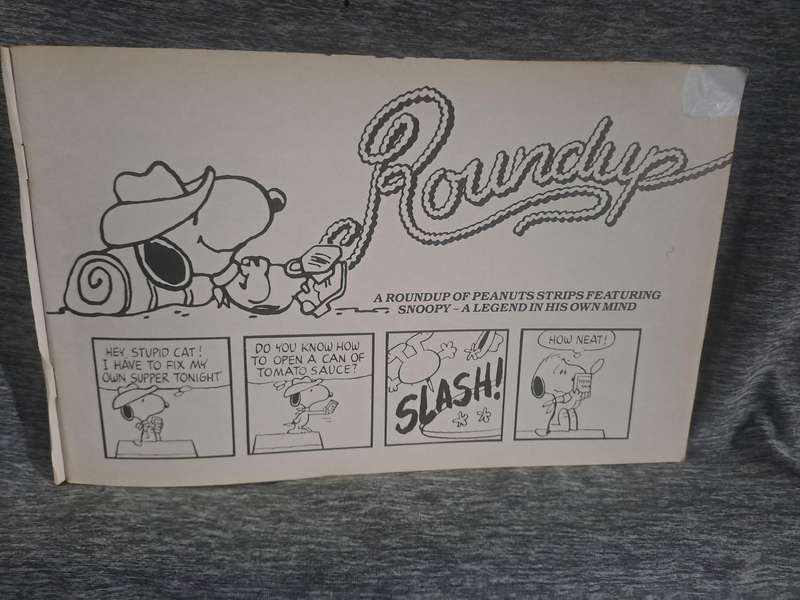 Roundup
A ROUNDUP OF PEANUTS STRIPS FEATURING
SNOOPY – A LEGEND IN HIS OWN MIND
HEY, STUPID CAT!
I HAVE TO FIX MY
OWN SUPPER TONIGHT
DO YOU KNOW HOW
TO OPEN A CAN OF
TOMATO SAUCE?
SLASH!
HOW NEAT!